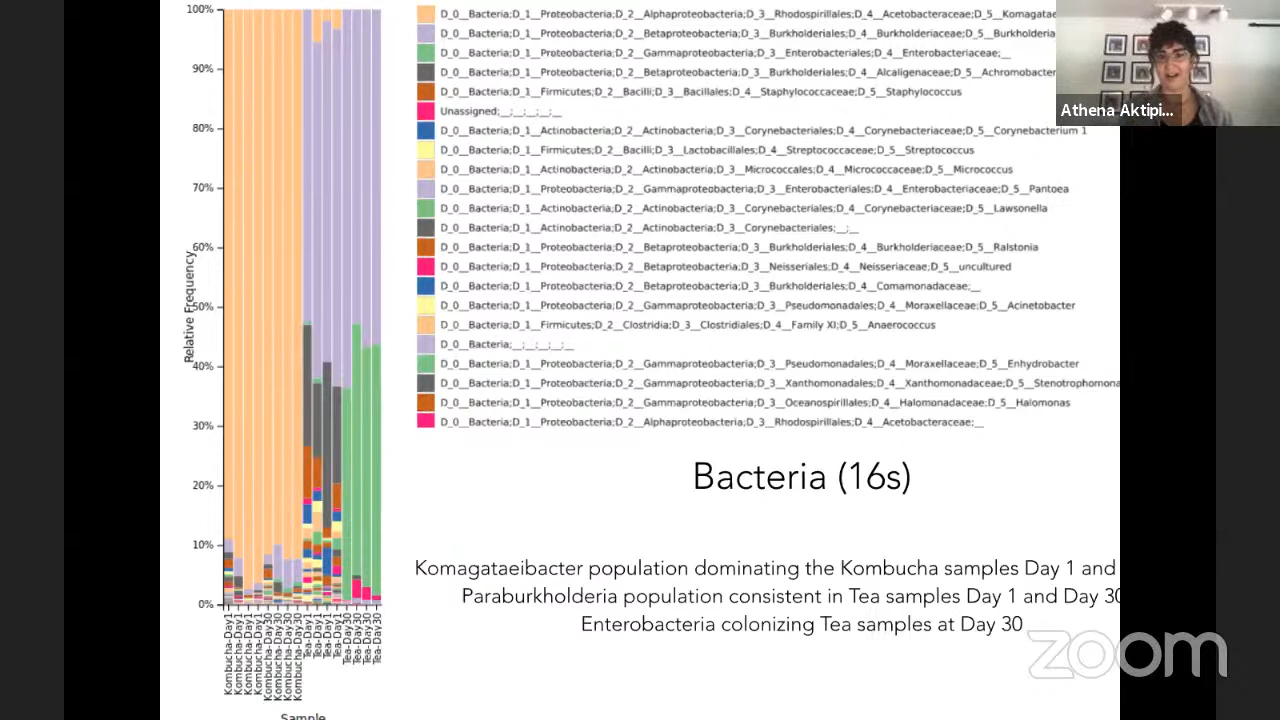 100%
90%
80%
70%
60%
50%
40%
30%
20%
10%
0%
Relative Frequency
Kombucha-Day1
Kombucha-Day1
Kombucha-Day1
Kombucha-Day1
Kombucha-Day30
Kombucha-Day30
Kombucha-Day30
Kombucha-Day30
Tea-Day1
Tea-Day1
Tea-Day1
Tea-Day1
Tea-Day30
Tea-Day30
Tea-Day30
Tea-Day30
Sample
D_0__Bacteria;D_1__Proteobacteria;D_2__Alphaproteobacteria;D_3__Rhodospirillales;D_4__Acetobacteraceae;D_5__Komagatae
D_0__Bacteria;D_1__Proteobacteria;D_2__Betaproteobacteria;D_3__Burkholderiales;D_4__Burkholderiaceae;D_5__Burkholderia
D_0__Bacteria;D_1__Proteobacteria;D_2__Gammaproteobacteria;D_3__Enterobacteriales;D_4__Enterobacteriaceae;__
D_0__Bacteria;D_1__Proteobacteria;D_2__Betaproteobacteria;D_3__Burkholderiales;D_4__Alcaligenaceae;D_5__Achromobacter
D_0__Bacteria;D_1__Firmicutes;D_2__Bacilli;D_3__Bacillales;D_4__Staphylococcaceae;D_5__Staphylococcus
Unassigned;__;__;__;__;__
D_0__Bacteria;D_1__Actinobacteria;D_2__Actinobacteria;D_3__Corynebacteriales;D_4__Corynebacteriaceae;D_5__Corynebacterium 1
D_0__Bacteria;D_1__Firmicutes;D_2__Bacilli;D_3__Lactobacillales;D_4__Streptococcaceae;D_5__Streptococcus
D_0__Bacteria;D_1__Actinobacteria;D_2__Actinobacteria;D_3__Micrococcales;D_4__Micrococcaceae;D_5__Micrococcus
D_0__Bacteria;D_1__Proteobacteria;D_2__Gammaproteobacteria;D_3__Enterobacteriales;D_4__Enterobacteriaceae;D_5__Pantoea
D_0__Bacteria;D_1__Actinobacteria;D_2__Actinobacteria;D_3__Corynebacteriales;D_4__Corynebacteriaceae;D_5__Lawsonella
D_0__Bacteria;D_1__Actinobacteria;D_2__Actinobacteria;D_3__Corynebacteriales;__;__
D_0__Bacteria;D_1__Proteobacteria;D_2__Betaproteobacteria;D_3__Burkholderiales;D_4__Burkholderiaceae;D_5__Ralstonia
D_0__Bacteria;D_1__Proteobacteria;D_2__Betaproteobacteria;D_3__Neisseriales;D_4__Neisseriaceae;D_5__uncultured
D_0__Bacteria;D_1__Proteobacteria;D_2__Betaproteobacteria;D_3__Burkholderiales;D_4__Comamonadaceae;__
D_0__Bacteria;D_1__Proteobacteria;D_2__Gammaproteobacteria;D_3__Pseudomonadales;D_4__Moraxellaceae;D_5__Acinetobacter
D_0__Bacteria;D_1__Firmicutes;D_2__Clostridia;D_3__Clostridiales;D_4__Family XI;D_5__Anaerococcus
D_0__Bacteria;__;__;__;__;__
D_0__Bacteria;D_1__Proteobacteria;D_2__Gammaproteobacteria;D_3__Pseudomonadales;D_4__Moraxellaceae;D_5__Enhydrobacter
D_0__Bacteria;D_1__Proteobacteria;D_2__Gammaproteobacteria;D_3__Xanthomonadales;D_4__Xanthomonadaceae;D_5__Stenotrophomona
D_0__Bacteria;D_1__Proteobacteria;D_2__Gammaproteobacteria;D_3__Oceanospirillales;D_4__Halomonadaceae;D_5__Halomonas
D_0__Bacteria;D_1__Proteobacteria;D_2__Alphaproteobacteria;D_3__Rhodospirillales;D_4__Acetobacteraceae;__
Athena Aktipi...
Bacteria (16s)
Komagataeibacter population dominating the Kombucha samples Day 1 and
Paraburkholderia population consistent in Tea samples Day 1 and Day 30
Enterobacteria colonizing Tea samples at Day 30
zoom